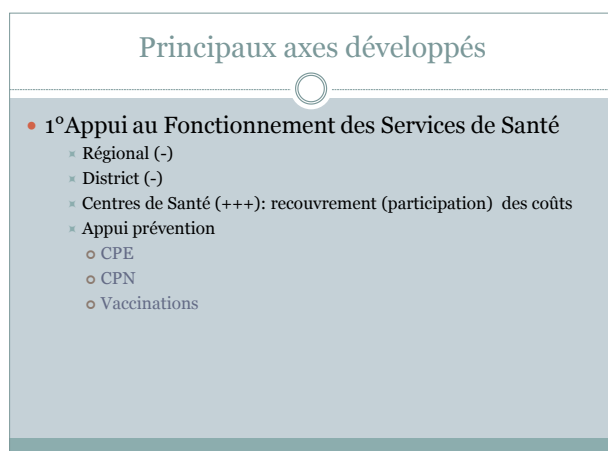 Principaux axes développés
1°Appui au Fonctionnement des Services de Santé
Régional (-)
District (-)
Centres de Santé (+++): recouvrement (participation) des coûts
Appui prévention
CPE
CPN
Vaccinations